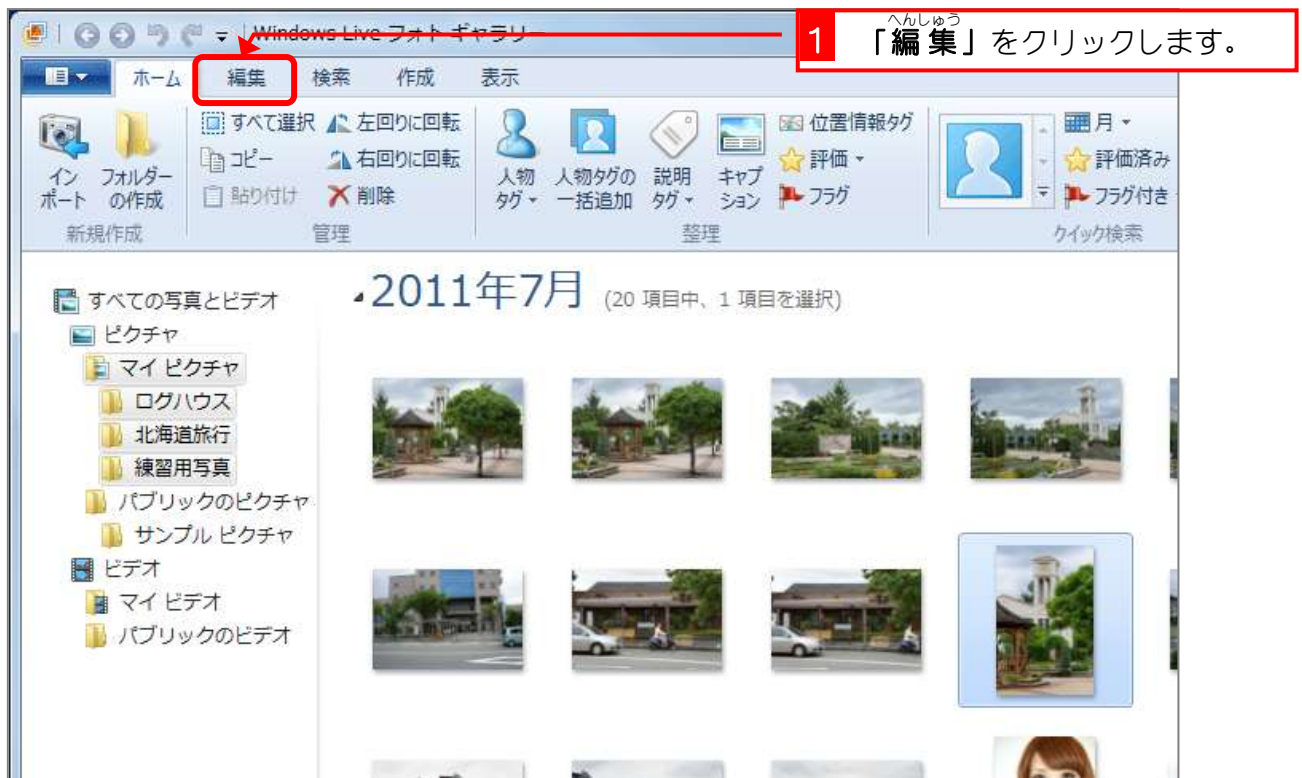 Windows Live フォト ギャラリー
1
へんしゅう
「編集」をクリックします。
ホーム 編集 検索 作成 表示
インポート
フォルダーの作成
新規作成
すべて選択
コピー
貼り付け
左回りに回転
右回りに回転
削除
管理
人物タグ
人物タグの一括追加
説明タグ
キャプション
位置情報タグ
評価
フラグ
整理
月
評価済み
フラグ付き
クイック検索
すべての写真とビデオ
ピクチャ
マイ ピクチャ
ログハウス
北海道旅行
練習用写真
パブリックのピクチャ
サンプル ピクチャ
ビデオ
マイ ビデオ
パブリックのビデオ
2011年7月 (20 項目中、1 項目を選択)